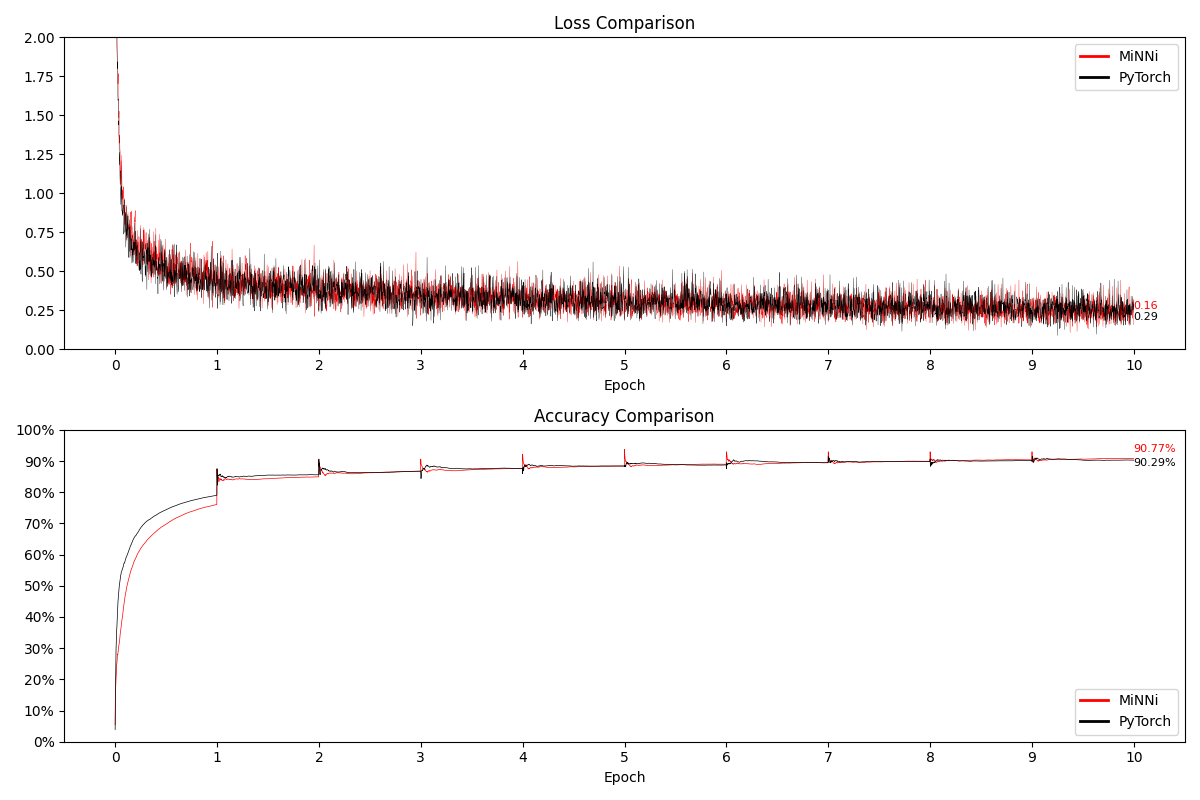 Loss Comparison
2.00
1.75
1.50
1.25
1.00
0.75
0.50
0.25
0.00
MiNNi
PyTorch
0.16
0.29
0 1 2 3 4 5 6 7 8 9 10
Epoch
Accuracy Comparison
100%
90%
80%
70%
60%
50%
40%
30%
20%
10%
0%
90.77%
90.29%
MiNNi
PyTorch
0 1 2 3 4 5 6 7 8 9 10
Epoch